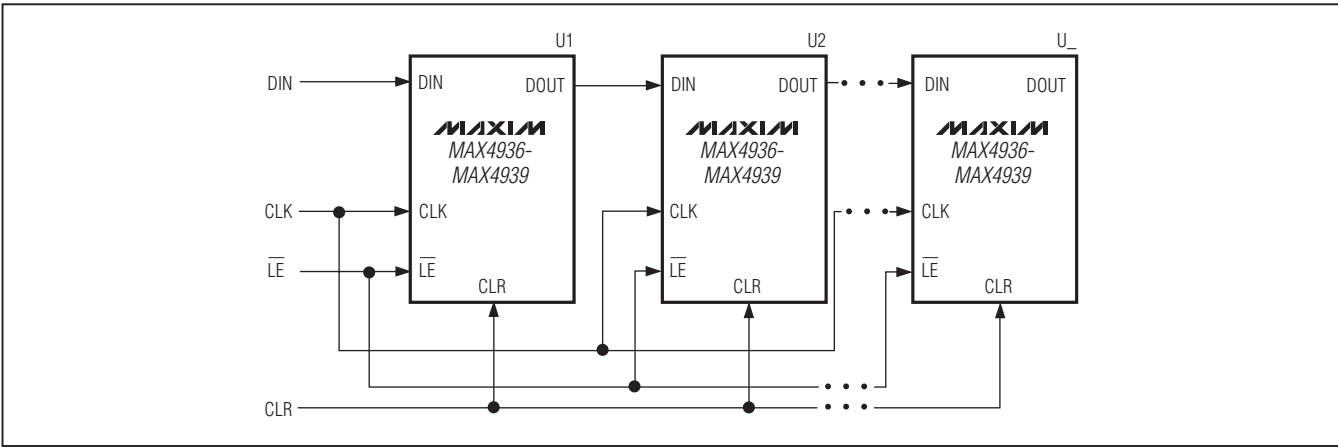 U1 U2 U_
DIN DIN DOUT DIN DOUT DIN DOUT
MAXIM MAXIM MAXIM
MAX4936- MAX4936- MAX4936-
MAX4939 MAX4939 MAX4939
CLK CLK CLK CLK
LE LE LE LE
CLR CLR CLR
CLR